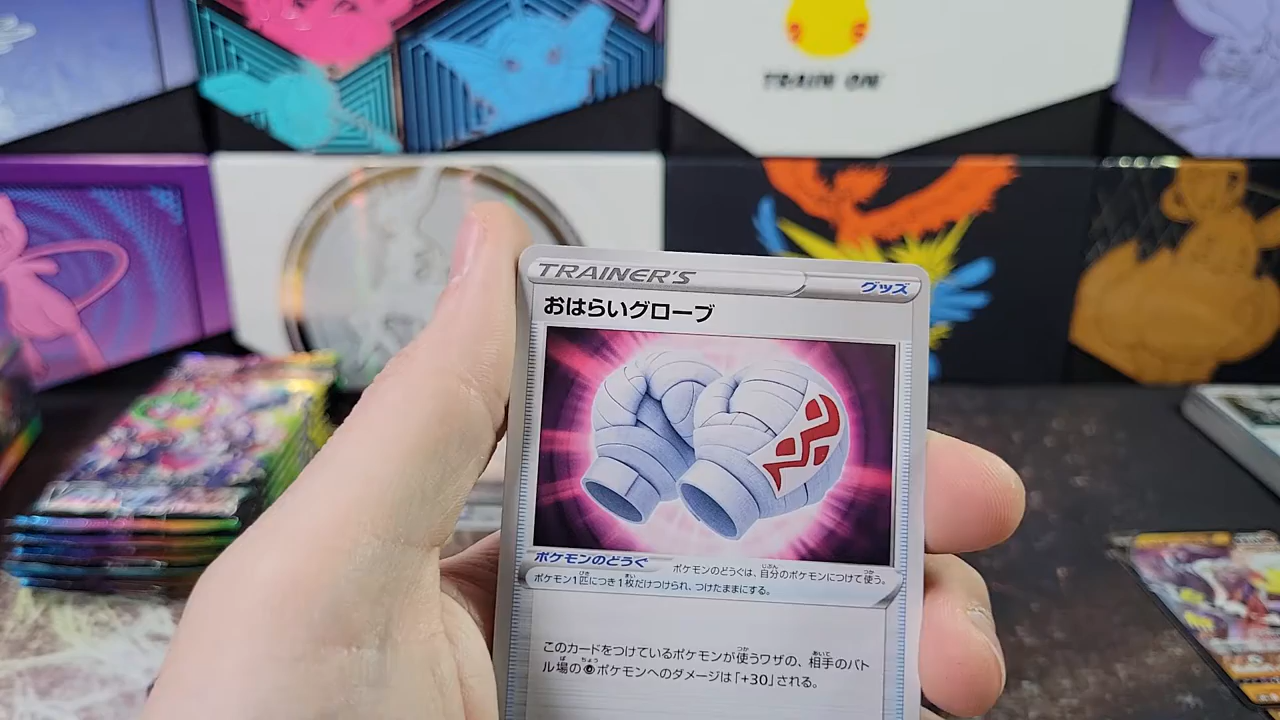 TRAIN ON
TRAINER'S
グッズ
おはらいグローブ
ポケモンのどうぐ
ポケモンのどうぐは、自分のポケモンにつけて使う。
ポケモン1匹につき1枚だけつけられ、つけたままにする。
このカードをつけているポケモンが使うワザの、相手のバト
ル場の ポケモンへのダメージは「+30」される。